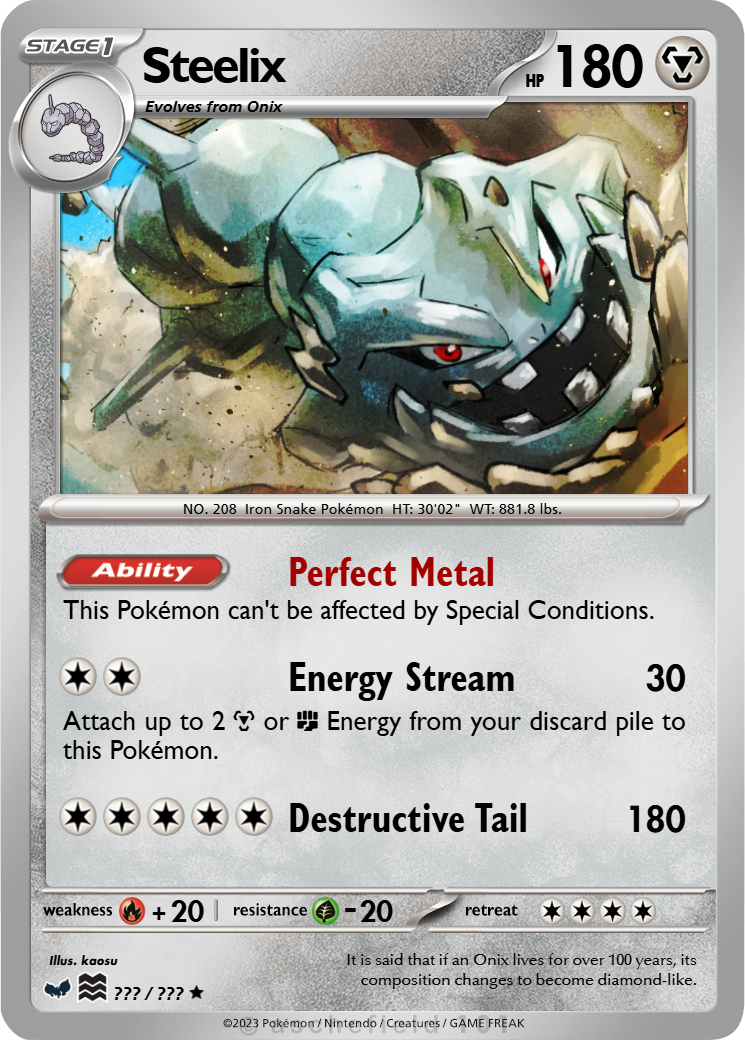 STAGE1
Steelix
HP 180
Evolves from Onix
NO. 208 Iron Snake Pokémon HT: 30'02" WT: 881.8 lbs.
Ability Perfect Metal
This Pokémon can't be affected by Special Conditions.
Energy Stream 30
Attach up to 2 or Energy from your discard pile to
this Pokémon.
Destructive Tail 180
weakness +20 resistance -20 retreat
Illus. kaosu
??? / ??? ★
It is said that if an Onix lives for over 100 years, its
composition changes to become diamond-like.
©2023 Pokémon / Nintendo / Creatures / GAME FREAK